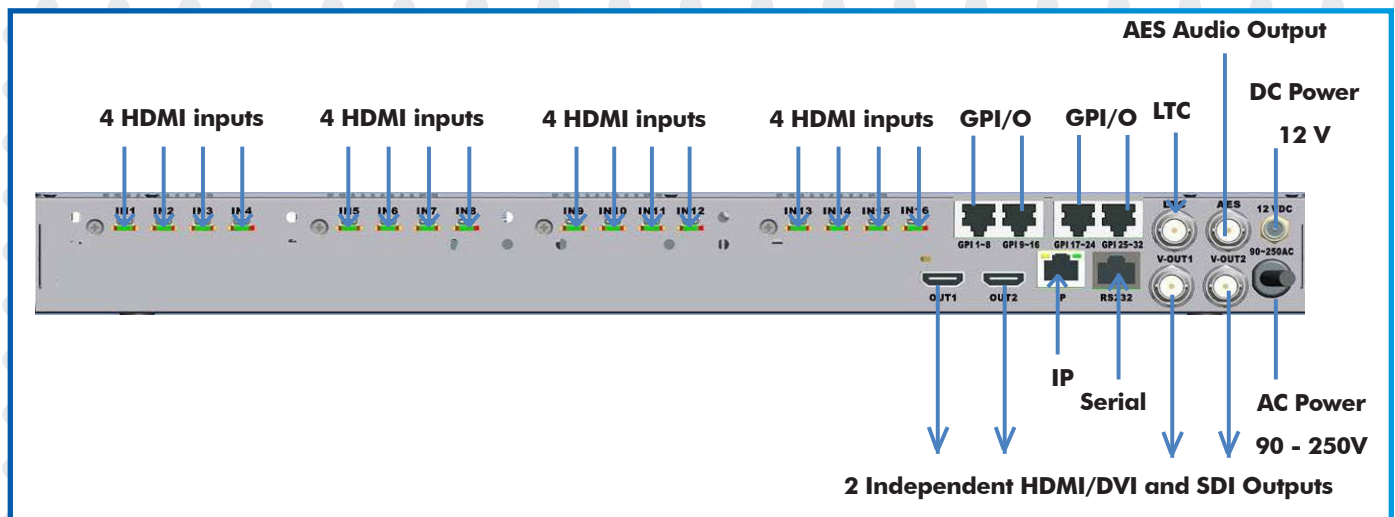 AES Audio Output
DC Power
12 V
4 HDMI inputs
4 HDMI inputs
4 HDMI inputs
4 HDMI inputs
GPI/O
GPI/O
LTC
IN1 IN2 IN3 IN4
IN5 IN6 IN7 IN8
IN9 IN10 IN11 IN12
IN13 IN14 IN15 IN16
LTC
AES
12 VDC
GPI 1~8
GPI 9~16
GPI 17~24
GPI 25~32
V-OUT1
V-OUT2
90~250AC
OUT1
OUT2
IP
RS232
IP
Serial
AC Power
90 - 250V
2 Independent HDMI/DVI and SDI Outputs